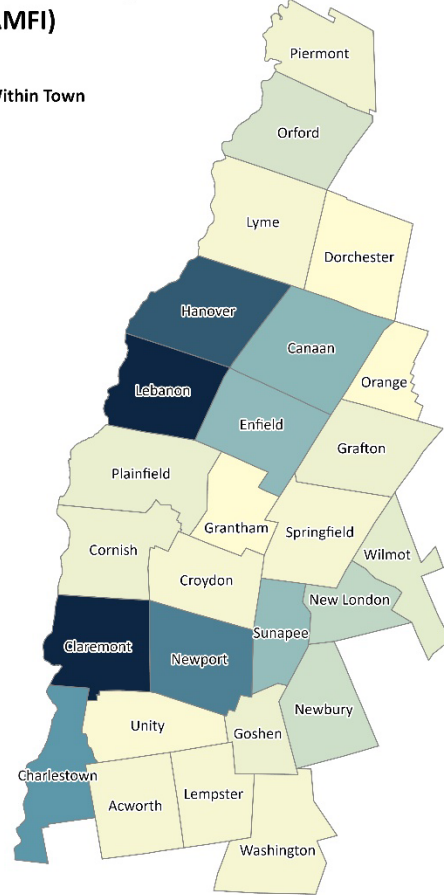 AMFI)
Within Town
Piermont
Orford
Lyme
Dorchester
Hanover
Canaan
Lebanon
Orange
Enfield
Grafton
Plainfield
Grantham
Springfield
Wilmot
Cornish
Croydon
New London
Sunapee
Claremont
Newport
Newbury
Unity
Goshen
Charlestown
Lempster
Acworth
Washington